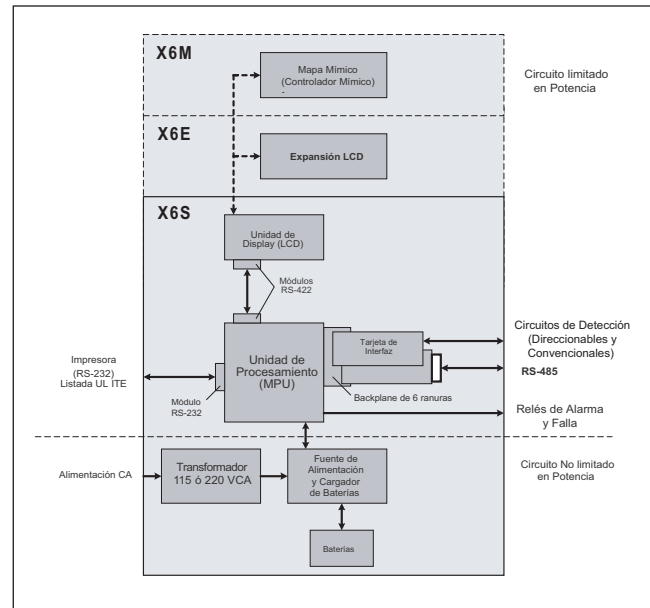 X6M
Mapa Mímico
(Controlador Mímico)
-
Circuito limitado
en Potencia
X6E
Expansión LCD
X6S
Unidad de
Display (LCD)
Módulos
RS-422
Impresora
(RS-232)
Listada UL ITE
Módulo
RS-232
Unidad de
Procesamiento
(MPU)
Tarjeta de
Interfaz
Backplane de 6 ranuras
Circuitos de Detección
(Direccionables y
Convencionales)
RS-485
Relés de Alarma
y Falla
Alimentación CA
Transformador
115 ó 220 VCA
Fuente de
Alimentación
y Cargador
de Baterías
Circuito No limitado
en Potencia
Baterías